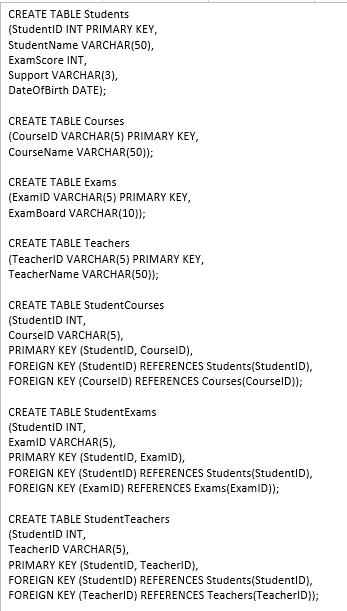 CREATE TABLE Students
(StudentID INT PRIMARY KEY,
StudentName VARCHAR(50),
ExamScore INT,
Support VARCHAR(3),
DateOfBirth DATE);
CREATE TABLE Courses
(CourseID VARCHAR(5) PRIMARY KEY,
CourseName VARCHAR(50));
CREATE TABLE Exams
(ExamID VARCHAR(5) PRIMARY KEY,
ExamBoard VARCHAR(10));
CREATE TABLE Teachers
(TeacherID VARCHAR(5) PRIMARY KEY,
TeacherName VARCHAR(50));
CREATE TABLE StudentCourses
(StudentID INT,
CourseID VARCHAR(5),
PRIMARY KEY (StudentID, CourseID),
FOREIGN KEY (StudentID) REFERENCES Students(StudentID),
FOREIGN KEY (CourseID) REFERENCES Courses(CourseID));
CREATE TABLE StudentExams
(StudentID INT,
ExamID VARCHAR(5),
PRIMARY KEY (StudentID, ExamID),
FOREIGN KEY (StudentID) REFERENCES Students(StudentID),
FOREIGN KEY (ExamID) REFERENCES Exams(ExamID));
CREATE TABLE StudentTeachers
(StudentID INT,
TeacherID VARCHAR(5),
PRIMARY KEY (StudentID, TeacherID),
FOREIGN KEY (StudentID) REFERENCES Students(StudentID),
FOREIGN KEY (TeacherID) REFERENCES Teachers(TeacherID));